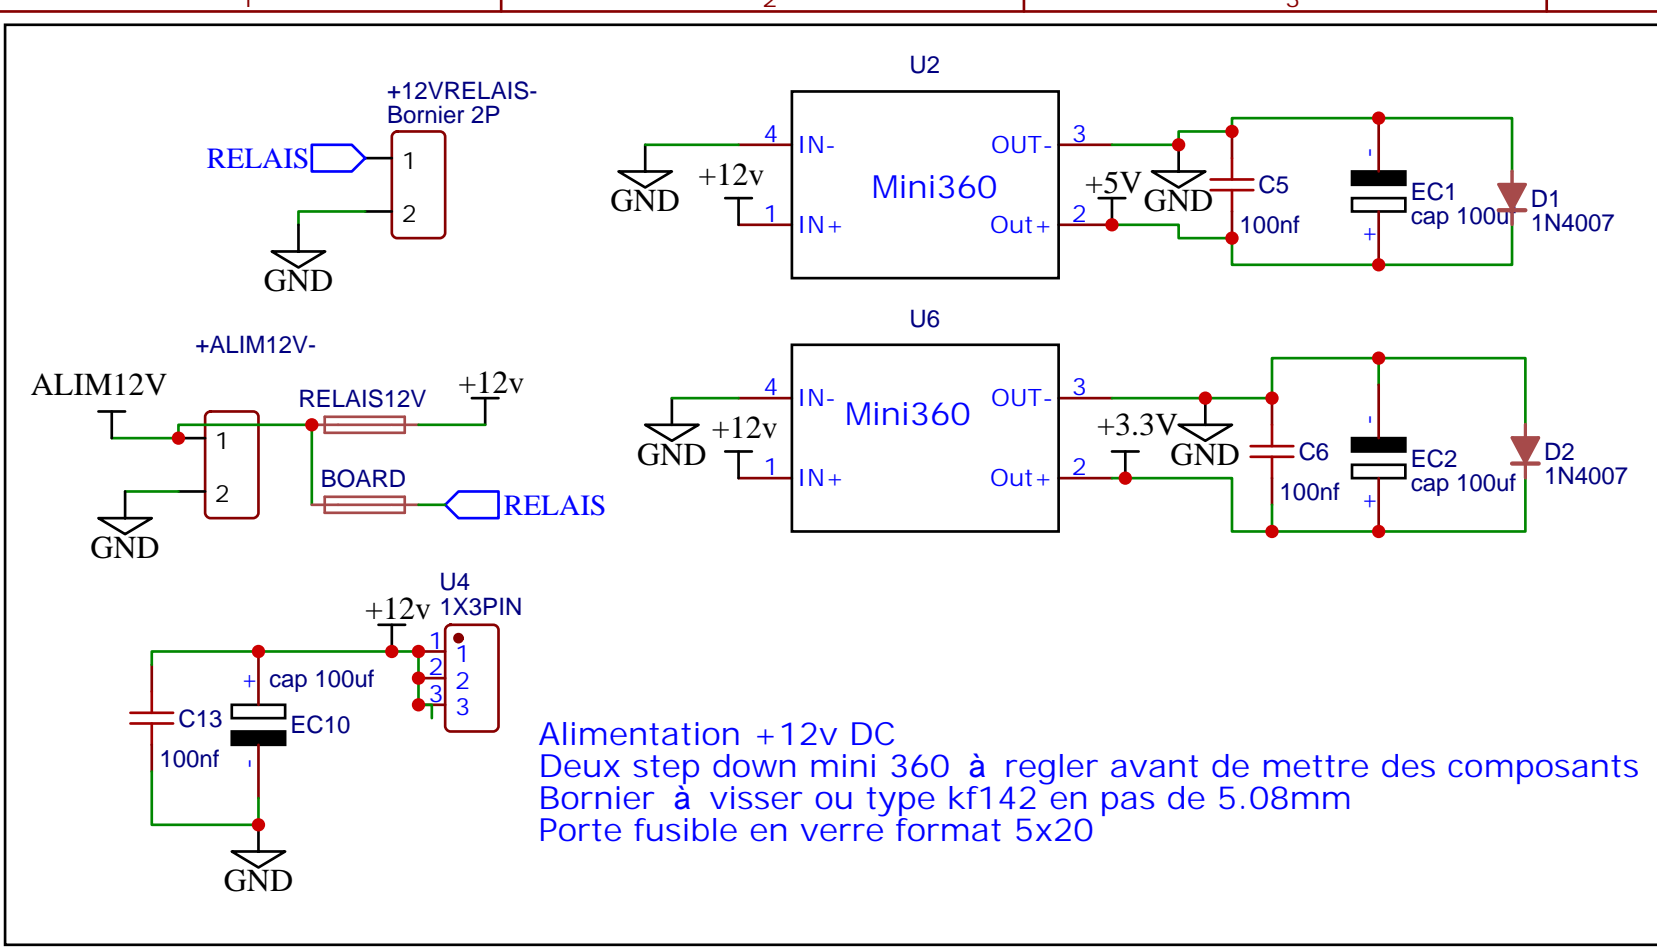 1
2
3
+12VRELAIS-
Bornier 2P
RELAIS
1
2
GND
U2
4
IN-
OUT-
3
Mini360
GND
+12v
1
IN+
Out+
2
+5V
GND
C5
100nf
-
EC1
cap 100uf
+
D1
1N4007
+ALIM12V-
ALIM12V
1
2
GND
RELAIS12V
+12v
BOARD
RELAIS
U6
4
IN-
OUT-
3
Mini360
GND
+12v
1
IN+
Out+
2
+3.3V
GND
C6
100nf
-
EC2
cap 100uf
+
D2
1N4007
U4
1X3PIN
+12v
1
1
2
2
3
3
+
cap 100uf
C13
100nf
EC10
-
GND
Alimentation +12v DC
Deux step down mini 360 à regler avant de mettre des composants
Bornier à visser ou type kf142 en pas de 5.08mm
Porte fusible en verre format 5x20